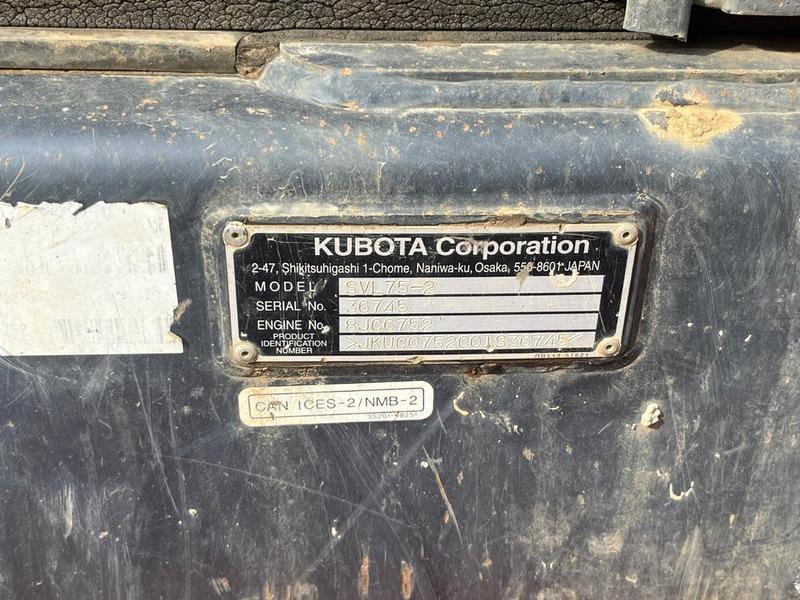 KUBOTA Corporation
2-47, Shikitsuhigashi 1-Chome, Naniwa-ku, Osaka, 556-8601 JAPAN
MODEL SVL75-2
SERIAL No. 36745
ENGINE No. 8JC6752
PRODUCT IDENTIFICATION NUMBER >JKUC0752C01S36745<
CAN ICES-2/NMB-2